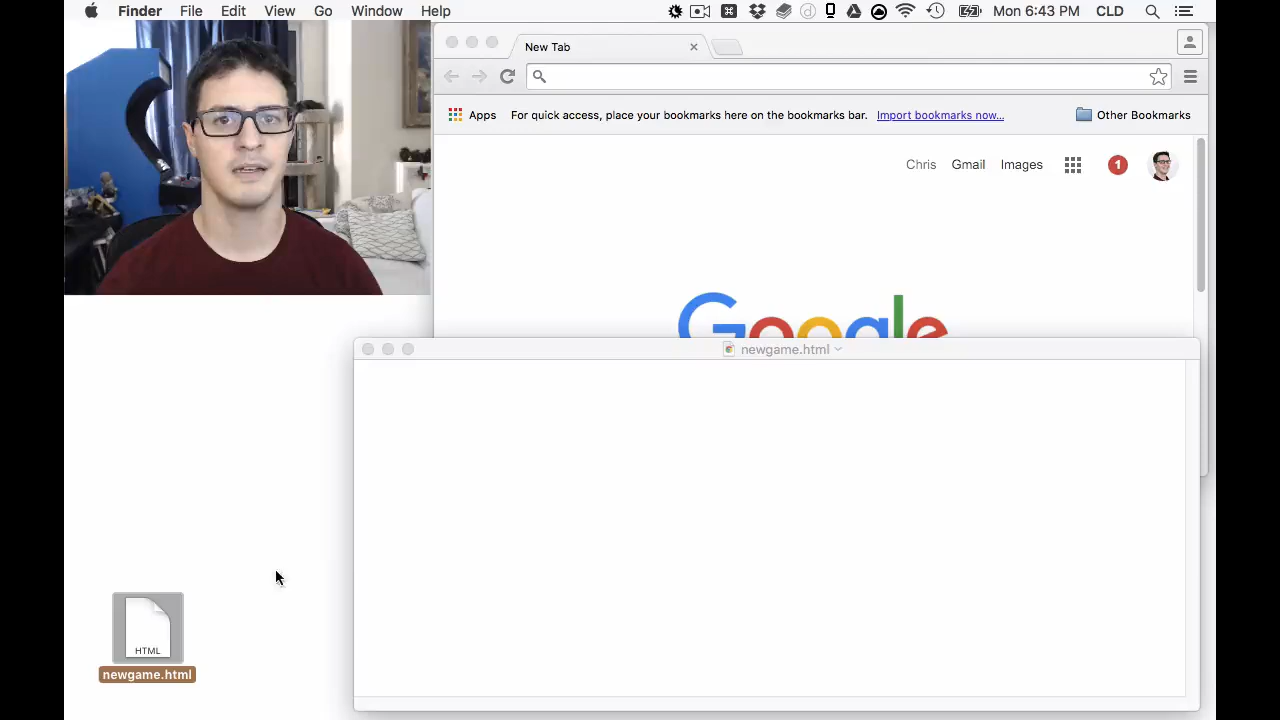 Finder File Edit View Go Window Help Mon 6:43 PM CLD
New Tab
Apps For quick access, place your bookmarks here on the bookmarks bar. Import bookmarks now... Other Bookmarks
Chris Gmail Images 1
Google
newgame.html
HTML
newgame.html